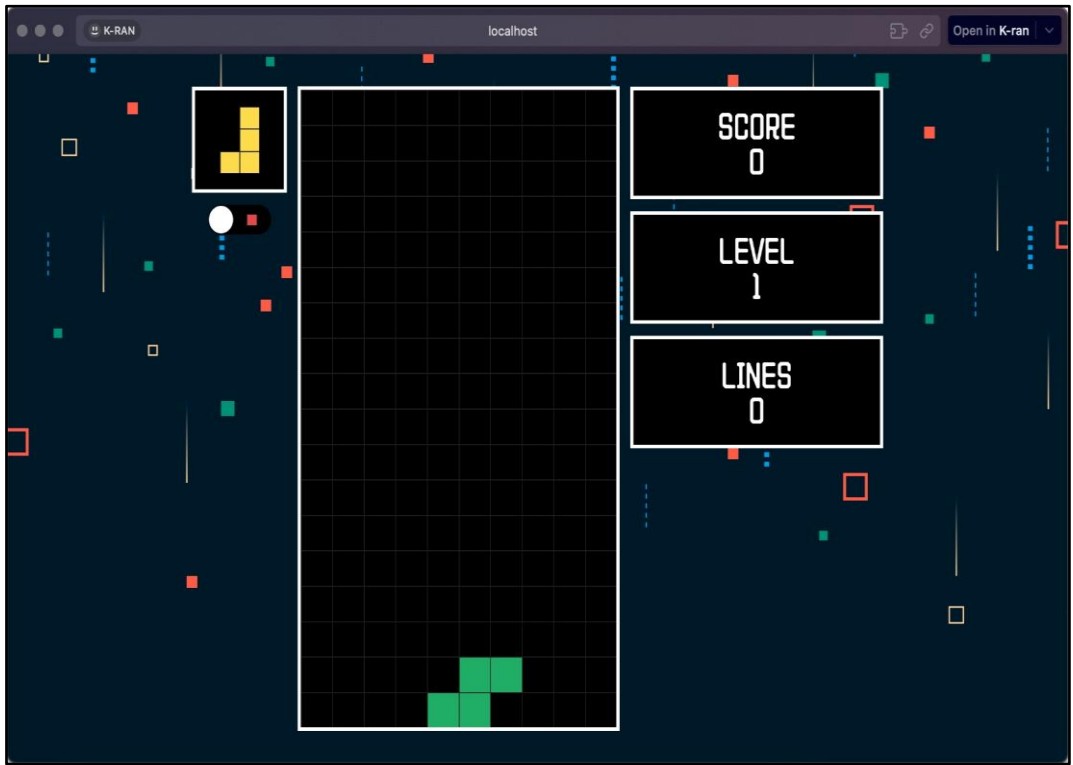 K-RAN
localhost
Open in K-ran
SCORE
0
LEVEL
1
LINES
0